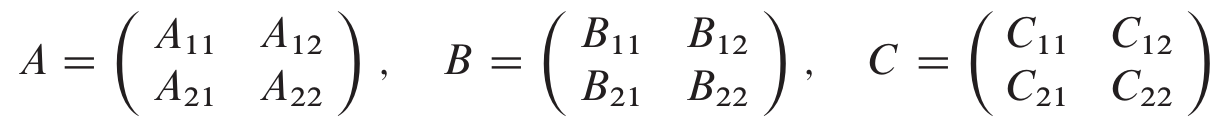 A = ( A₁₁ A₁₂ A₂₁ A₂₂ ) , B = ( B₁₁ B₁₂ B₂₁ B₂₂ ) , C = ( C₁₁ C₁₂ C₂₁ C₂₂ )